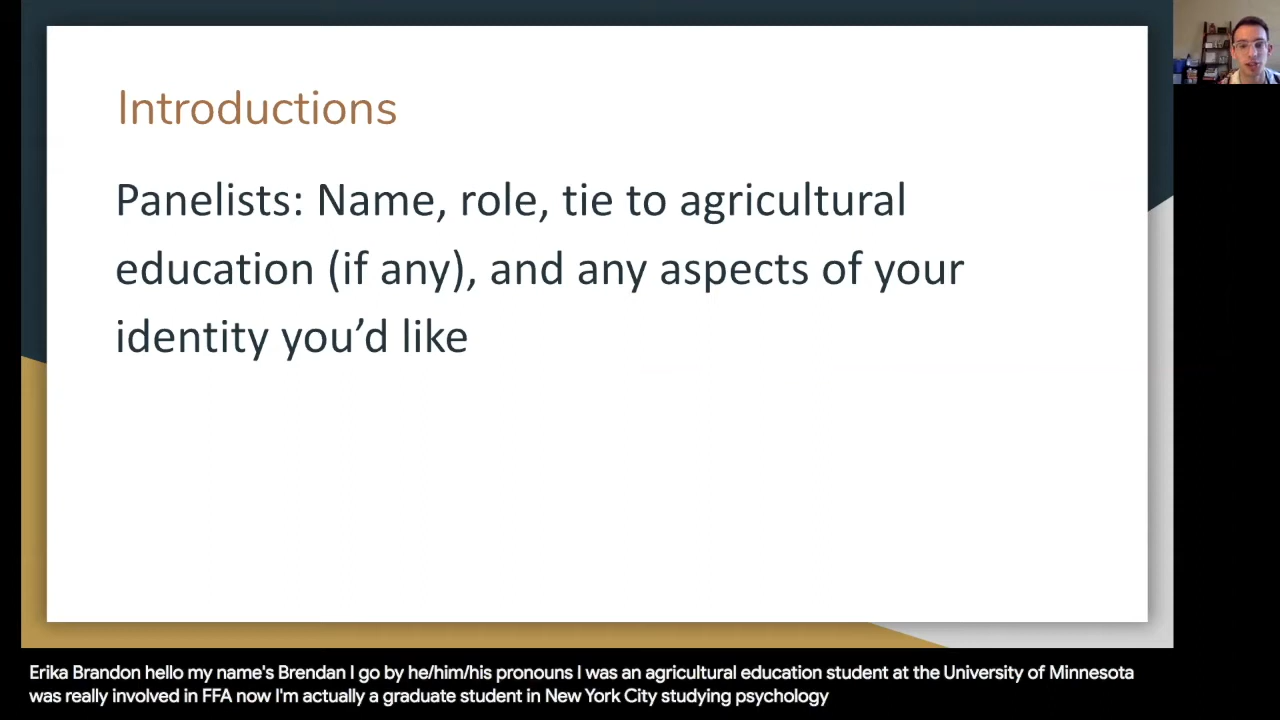 Introductions
Panelists: Name, role, tie to agricultural
education (if any), and any aspects of your
identity you’d like
Erika Brandon hello my name's Brendan I go by he/him/his pronouns I was an agricultural education student at the University of Minnesota
was really involved in FFA now I'm actually a graduate student in New York City studying psychology